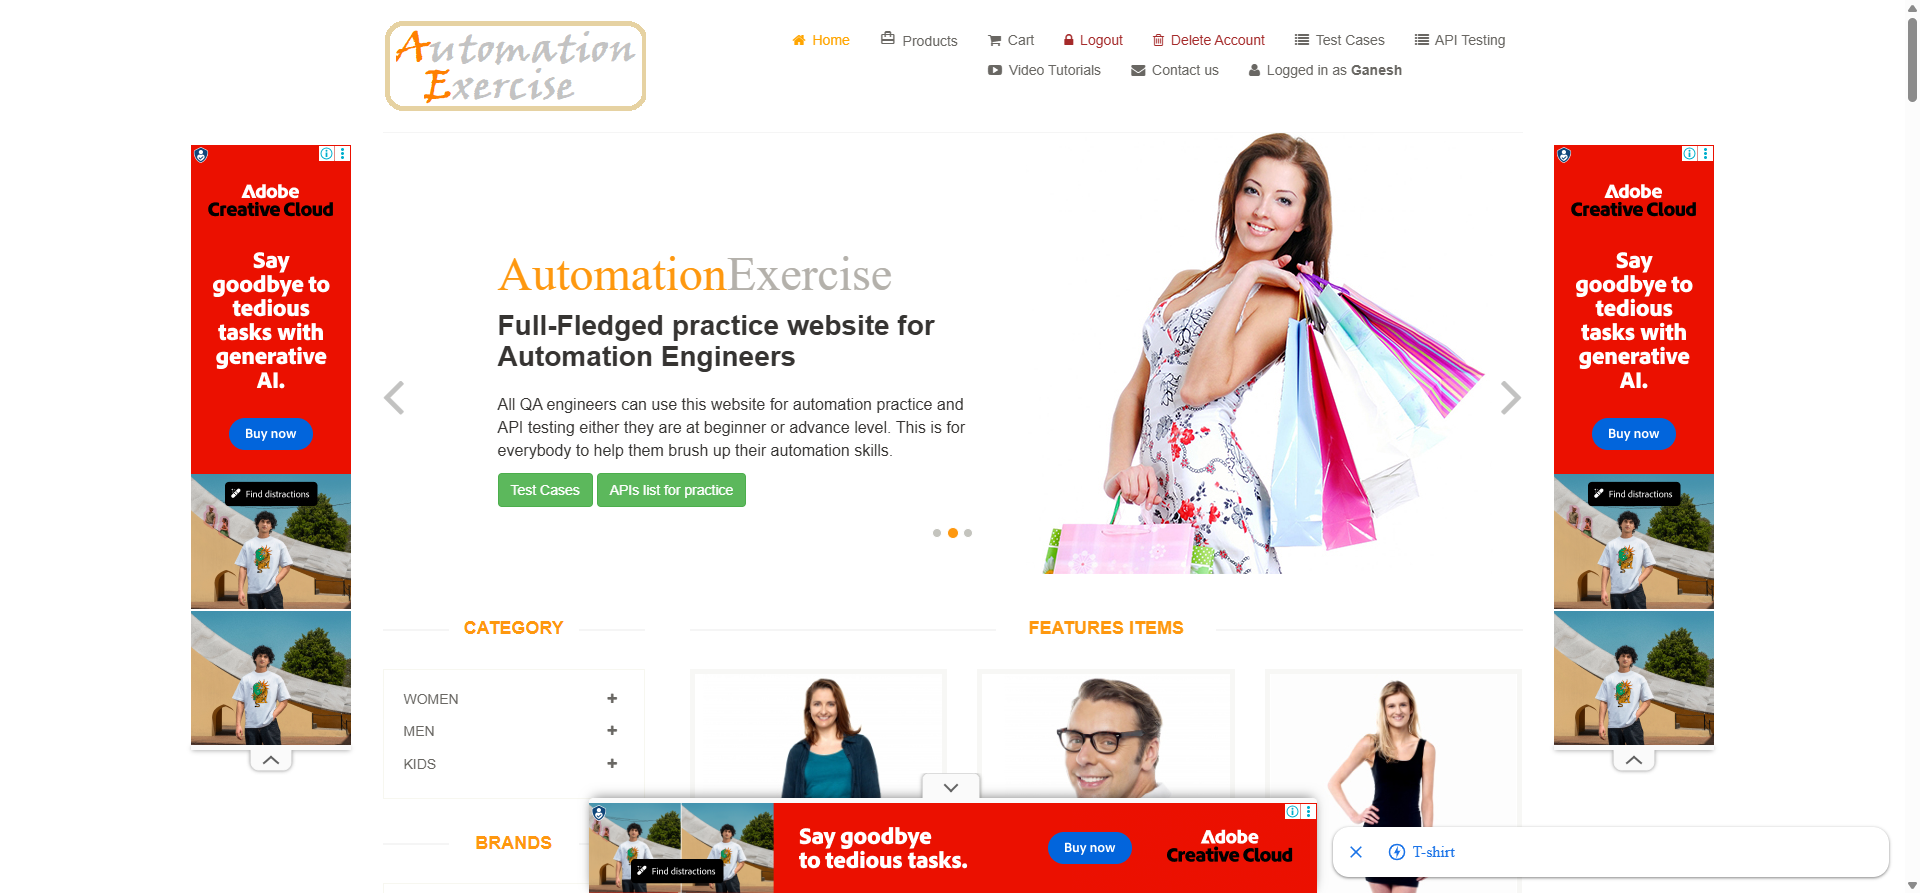 Automation
Exercise
Home
Products
Cart
Logout
Delete Account
Test Cases
API Testing
Video Tutorials
Contact us
Logged in as Ganesh
Adobe
Creative Cloud
Say
goodbye to
tedious
tasks with
generative
AI.
Buy now
Find distractions
AutomationExercise
Full-Fledged practice website for
Automation Engineers
All QA engineers can use this website for automation practice and
API testing either they are at beginner or advance level. This is for
everybody to help them brush up their automation skills.
Test Cases
APIs list for practice
Adobe
Creative Cloud
Say
goodbye to
tedious
tasks with
generative
AI.
Buy now
Find distractions
CATEGORY
WOMEN
MEN
KIDS
BRANDS
FEATURES ITEMS
Find distractions
Say goodbye
to tedious tasks.
Buy now
Adobe
Creative Cloud
T-shirt